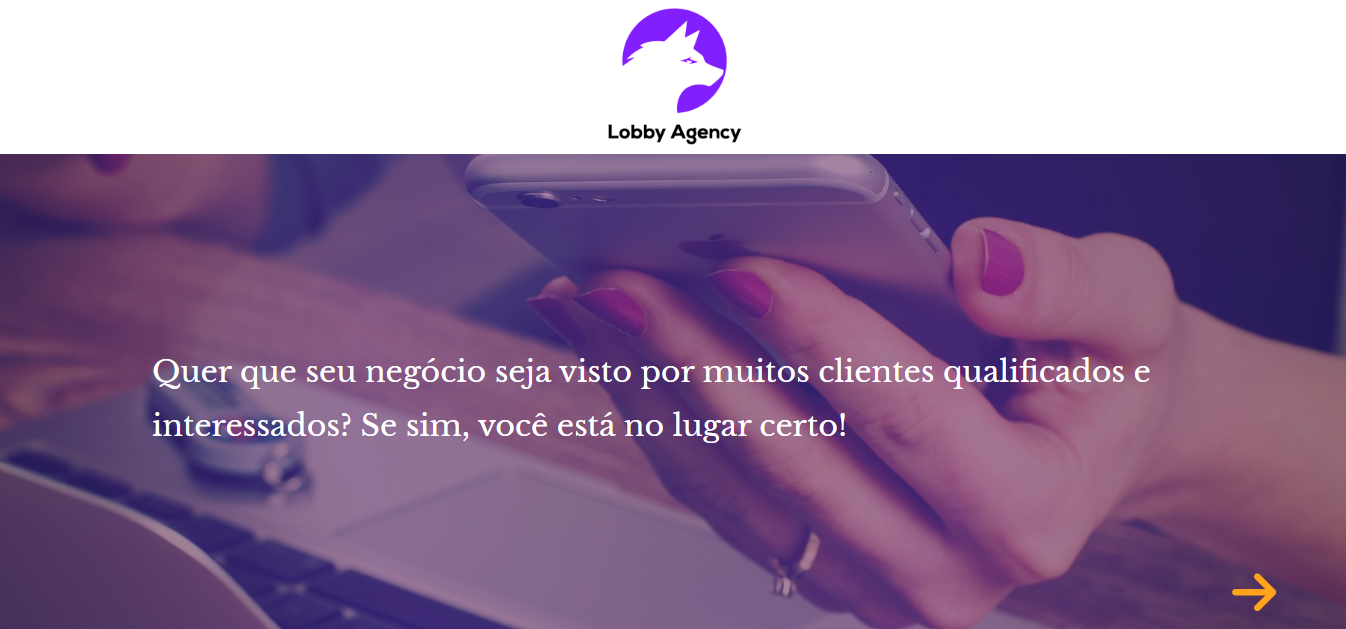 Lobby Agency
Quer que seu negócio seja visto por muitos clientes qualificados e
interessados? Se sim, você está no lugar certo!